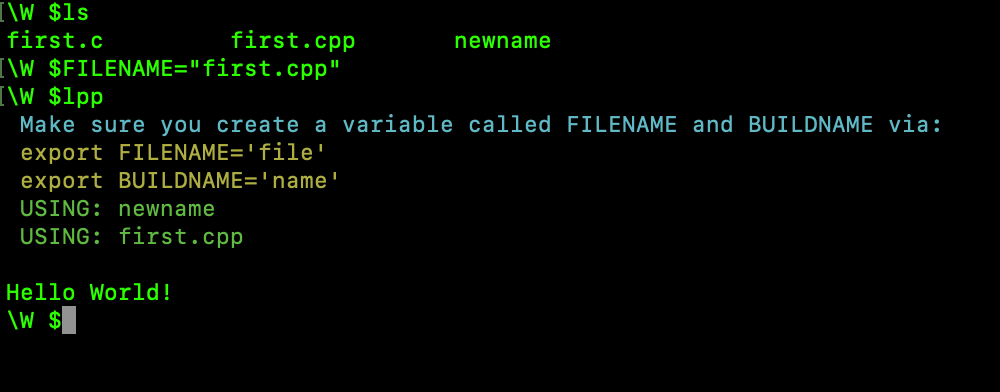 [\W $ls
first.c         first.cpp       newname
[\W $FILENAME="first.cpp"
[\W $lpp
 Make sure you create a variable called FILENAME and BUILDNAME via:
 export FILENAME='file'
 export BUILDNAME='name'
 USING: newname
 USING: first.cpp

Hello World!
\W $